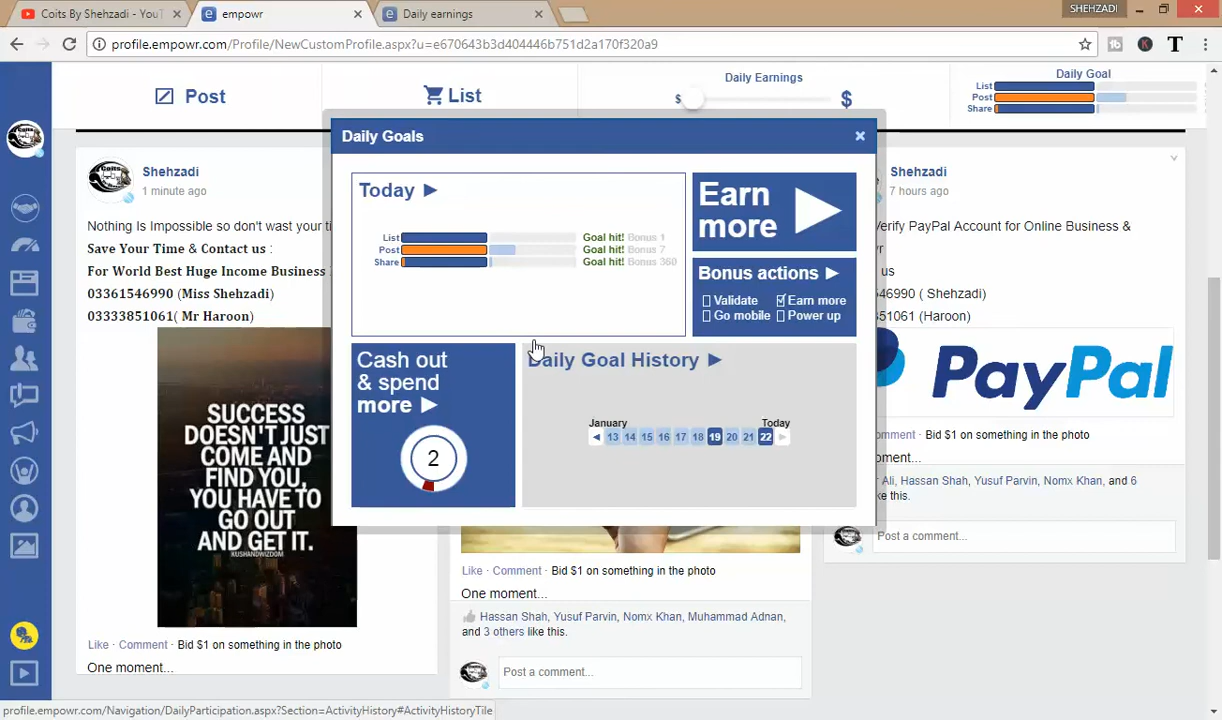 Coits By Shehzadi - YouT
empowr
Daily earnings
SHEHZADI
profile.empowr.com/Profile/NewCustomProfile.aspx?u=e670643b3d404446b751d2a170f320a9
Post
List
Daily Earnings
$
$
Daily Goal
List
Post
Share
Shehzadi
1 minute ago
Nothing Is Impossible so don't wast your ti
Save Your Time & Contact us :
For World Best Huge Income Business
03361546990 (Miss Shehzadi)
03333851061( Mr Haroon)
SUCCESS
DOESN'T JUST
COME AND
FIND YOU,
YOU HAVE TO
GO OUT
AND GET IT.
KUSHANDWIZDOM
Like · Comment · Bid $1 on something in the photo
One moment...
Daily Goals
×
Today
List
Goal hit! Bonus 1
Post
Goal hit! Bonus 7
Share
Goal hit! Bonus 360
Earn
more
Bonus actions
Validate
Earn more
Go mobile
Power up
Cash out
& spend
more
2
Daily Goal History
January
Today
13 14 15 16 17 18 19 20 21 22
Like · Comment · Bid $1 on something in the photo
One moment...
Hassan Shah, Yusuf Parvin, Nomx Khan, Muhammad Adnan,
and 3 others like this.
Post a comment...
Shehzadi
7 hours ago
erify PayPal Account for Online Business &
yr
us
546990 ( Shehzadi)
851061 (Haroon)
PayPal
omment · Bid $1 on something in the photo
oment...
r Ali, Hassan Shah, Yusuf Parvin, Nomx Khan, and 6
ke this.
Post a comment...
profile.empowr.com/Navigation/DailyParticipation.aspx?Section=ActivityHistory#ActivityHistoryTile